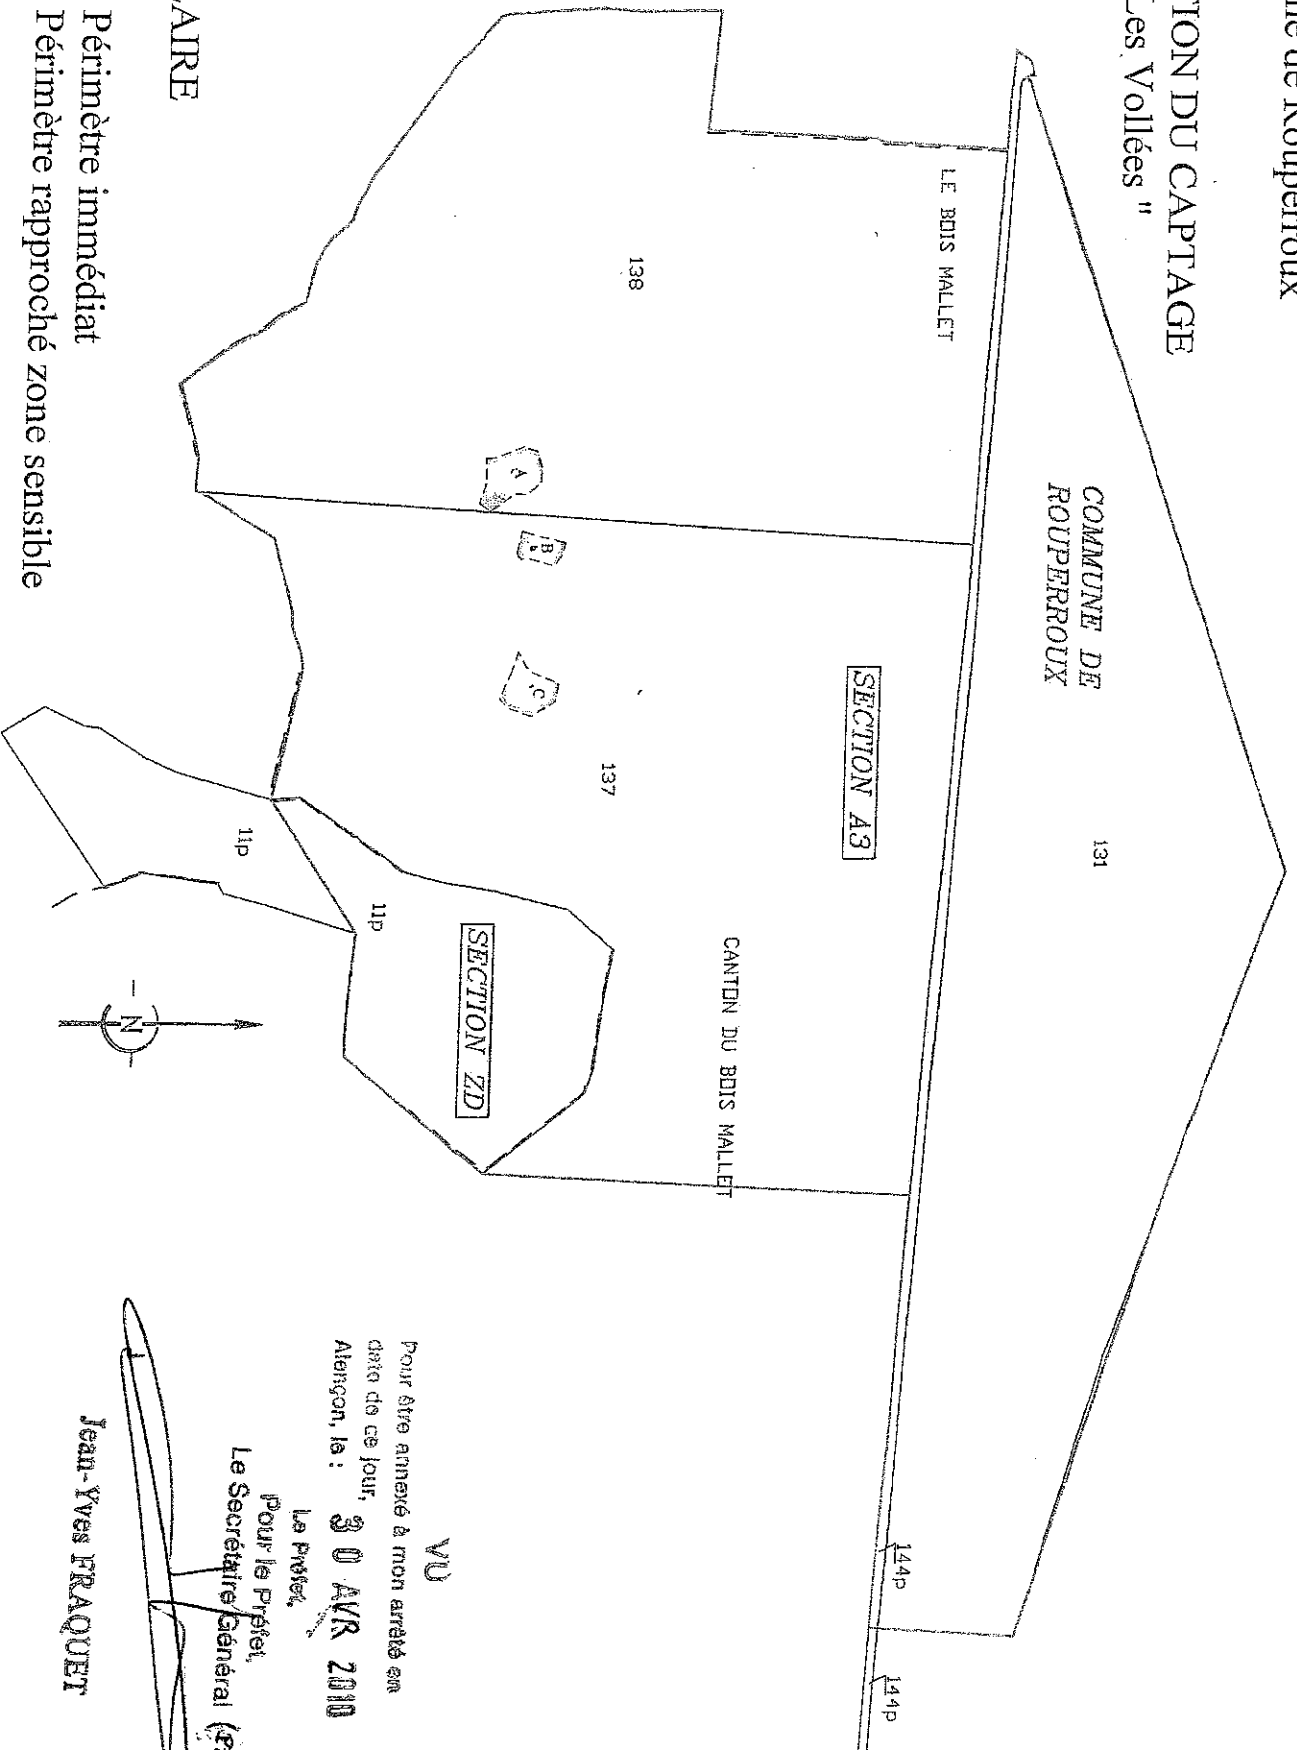 ne de Rouperroux
TION DU CAPTAGE
Les Vollées "
COMMUNE DE
ROUPERROUX
131
LE BOIS MALLET
SECTION A3
144p
144p
138
137
CANTON DU BOIS MALLET
A
B
C
SECTION ZD
11p
11p
N
AIRE
Périmètre immédiat
Périmètre rapproché zone sensible
VU
Pour être annexé à mon arrêté en
date de ce jour,
Alençon, le : 30 AVR 2010
Le Préfet,
Pour le Préfet,
Le Secrétaire Général
Jean-Yves FRAQUET